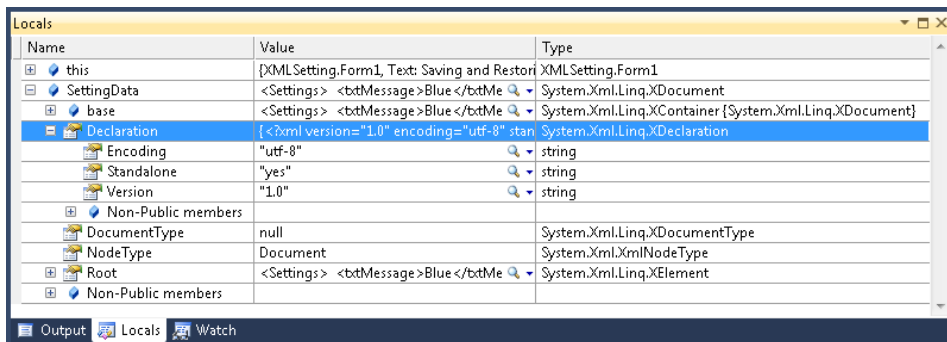 Locals
Name Value Type
this {XMLSetting.Form1, Text: Saving and Restori XMLSetting.Form1
SettingData <Settings> <txtMessage>Blue</txtMe System.Xml.Linq.XDocument
base System.Xml.Linq.XContainer {System.Xml.Linq.XDocument}
Declaration {<?xml version="1.0" encoding="utf-8" stan System.Xml.Linq.XDeclaration
Encoding "utf-8" string
Standalone "yes" string
Version "1.0" string
Non-Public members
DocumentType null System.Xml.Linq.XDocumentType
NodeType Document System.Xml.XmlNodeType
Root <Settings> <txtMessage>Blue</txtMe System.Xml.Linq.XElement
Non-Public members
Output Locals Watch